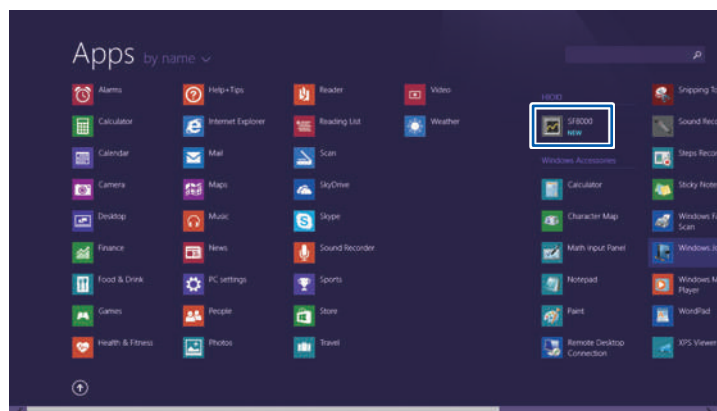 Apps by name
Alarms
Calculator
Calendar
Camera
Desktop
Finance
Food & Drink
Games
Health & Fitness
Help+Tips
Internet Explorer
Mail
Maps
Music
News
PC settings
People
Photos
Reader
Reading List
Scan
SkyDrive
Skype
Sound Recorder
Sports
Store
Travel
Video
Weather
HIOKI
SF8000
NEW
Windows Accessories
Calculator
Character Map
Math Input Panel
Notepad
Paint
Remote Desktop
Connection
Snipping To
Sound Reco
Steps Recor
Sticky Note
Windows Fa
Scan
Windows Jo
Windows M
Player
WordPad
XPS Viewer